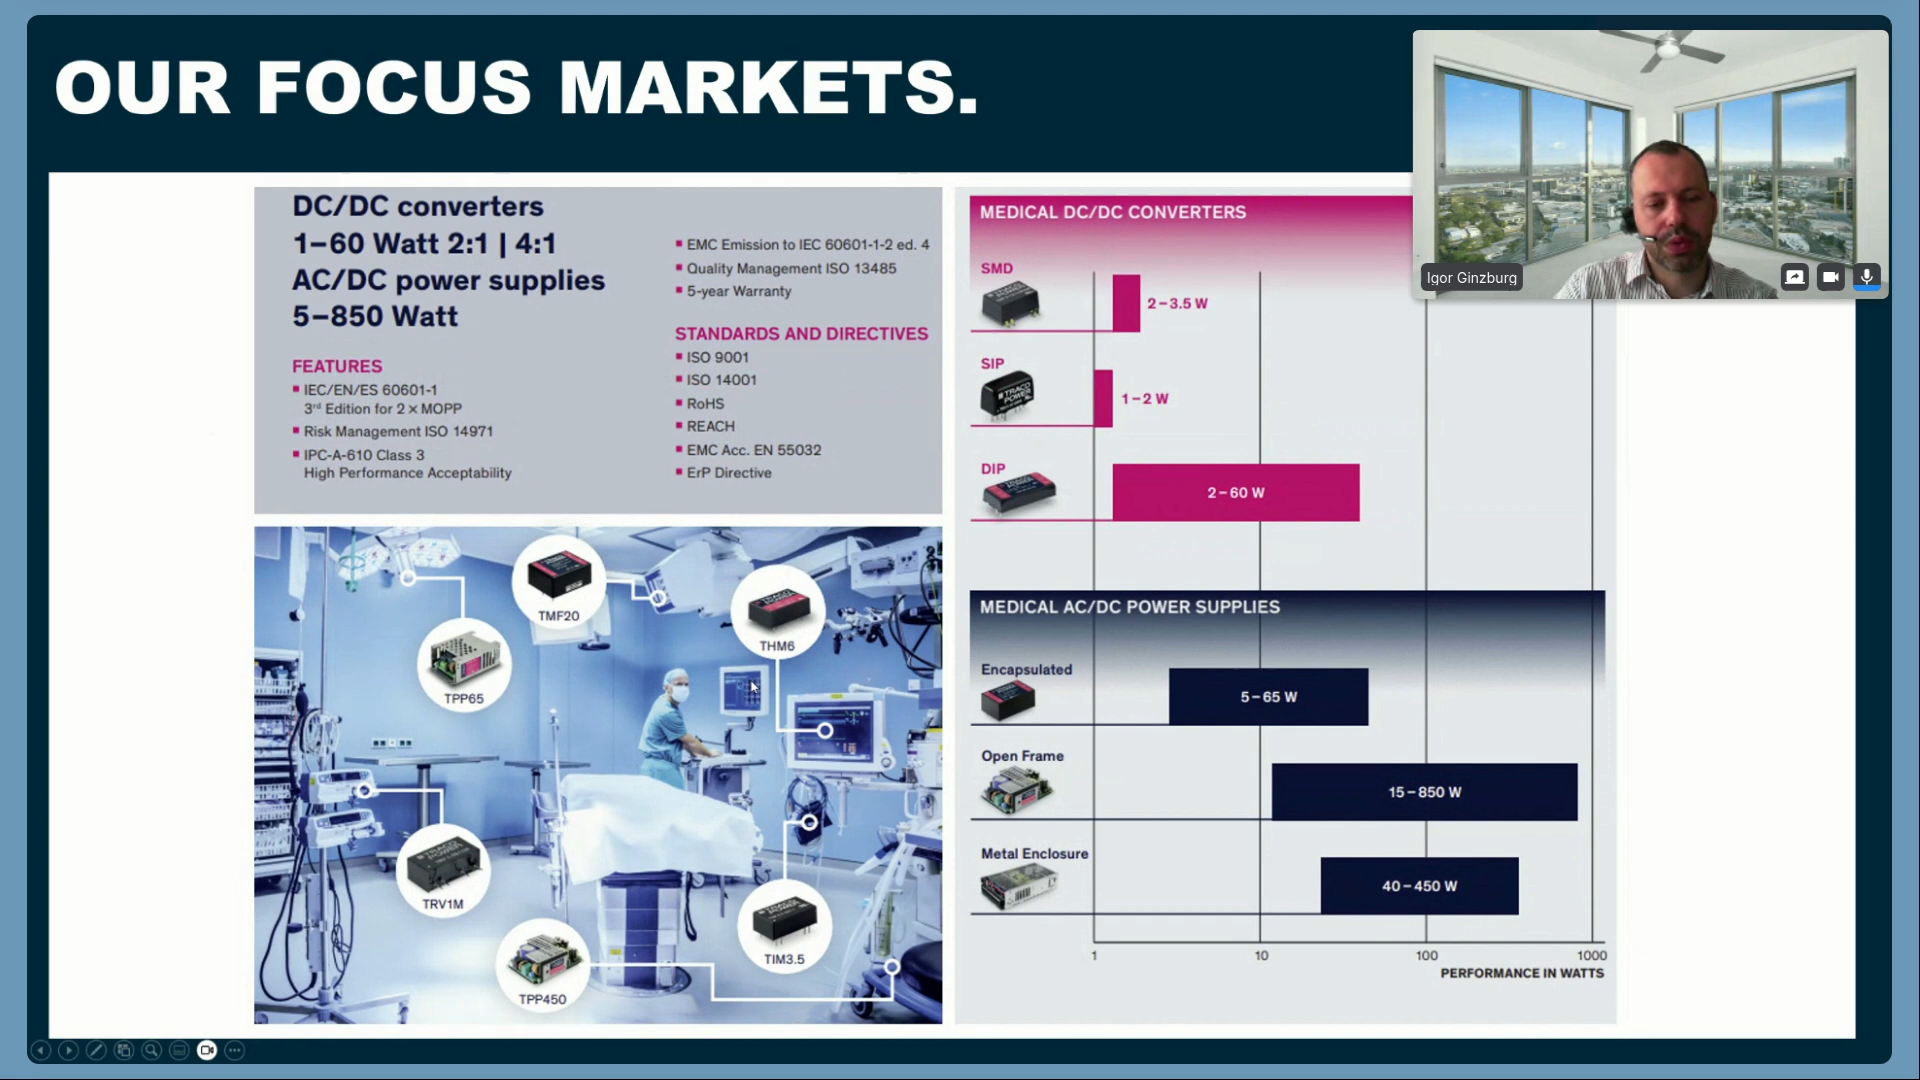 OUR FOCUS MARKETS.
Igor Ginzburg
DC/DC converters
1–60 Watt 2:1 | 4:1
AC/DC power supplies
5–850 Watt
FEATURES
IEC/EN/ES 60601-1
3rd Edition for 2 × MOPP
Risk Management ISO 14971
IPC-A-610 Class 3
High Performance Acceptability
EMC Emission to IEC 60601-1-2 ed. 4
Quality Management ISO 13485
5-year Warranty
STANDARDS AND DIRECTIVES
ISO 9001
ISO 14001
RoHS
REACH
EMC Acc. EN 55032
ErP Directive
TMF20
THM6
TPP65
TRV1M
TIM3.5
TPP450
MEDICAL DC/DC CONVERTERS
SMD
2–3.5 W
SIP
TRACO
POWER
1–2 W
DIP
2–60 W
MEDICAL AC/DC POWER SUPPLIES
Encapsulated
5–65 W
Open Frame
15–850 W
Metal Enclosure
40–450 W
1 10 100 1000
PERFORMANCE IN WATTS